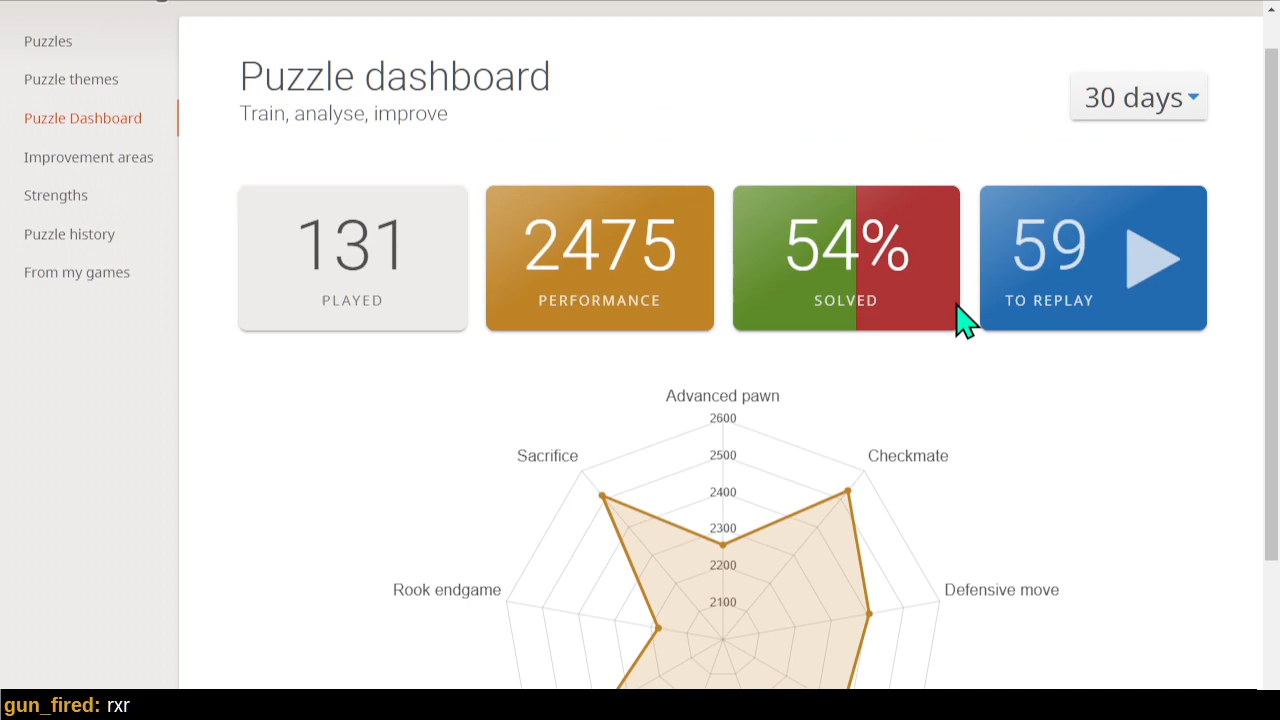 Puzzles
Puzzle themes
Puzzle Dashboard
Improvement areas
Strengths
Puzzle history
From my games
Puzzle dashboard
Train, analyse, improve
30 days
131
PLAYED
2475
PERFORMANCE
54%
SOLVED
59
TO REPLAY
Advanced pawn
2600
Sacrifice
Checkmate
2500
2400
2300
2200
Rook endgame
Defensive move
2100
gun_fired: rxr